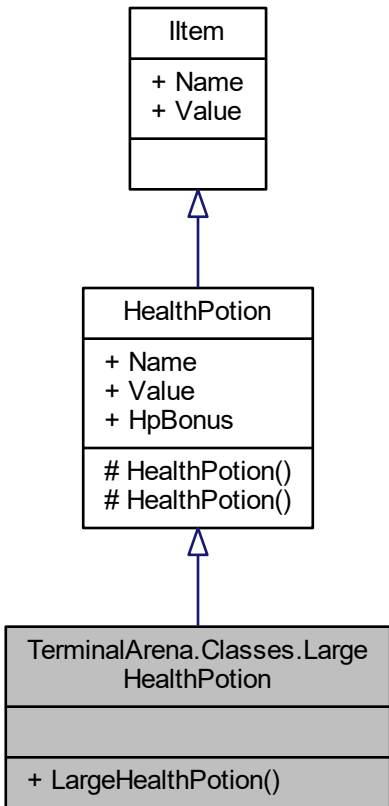 IItem
+ Name
+ Value
HealthPotion
+ Name
+ Value
+ HpBonus
# HealthPotion()
# HealthPotion()
TerminalArena.Classes.Large
HealthPotion
+ LargeHealthPotion()